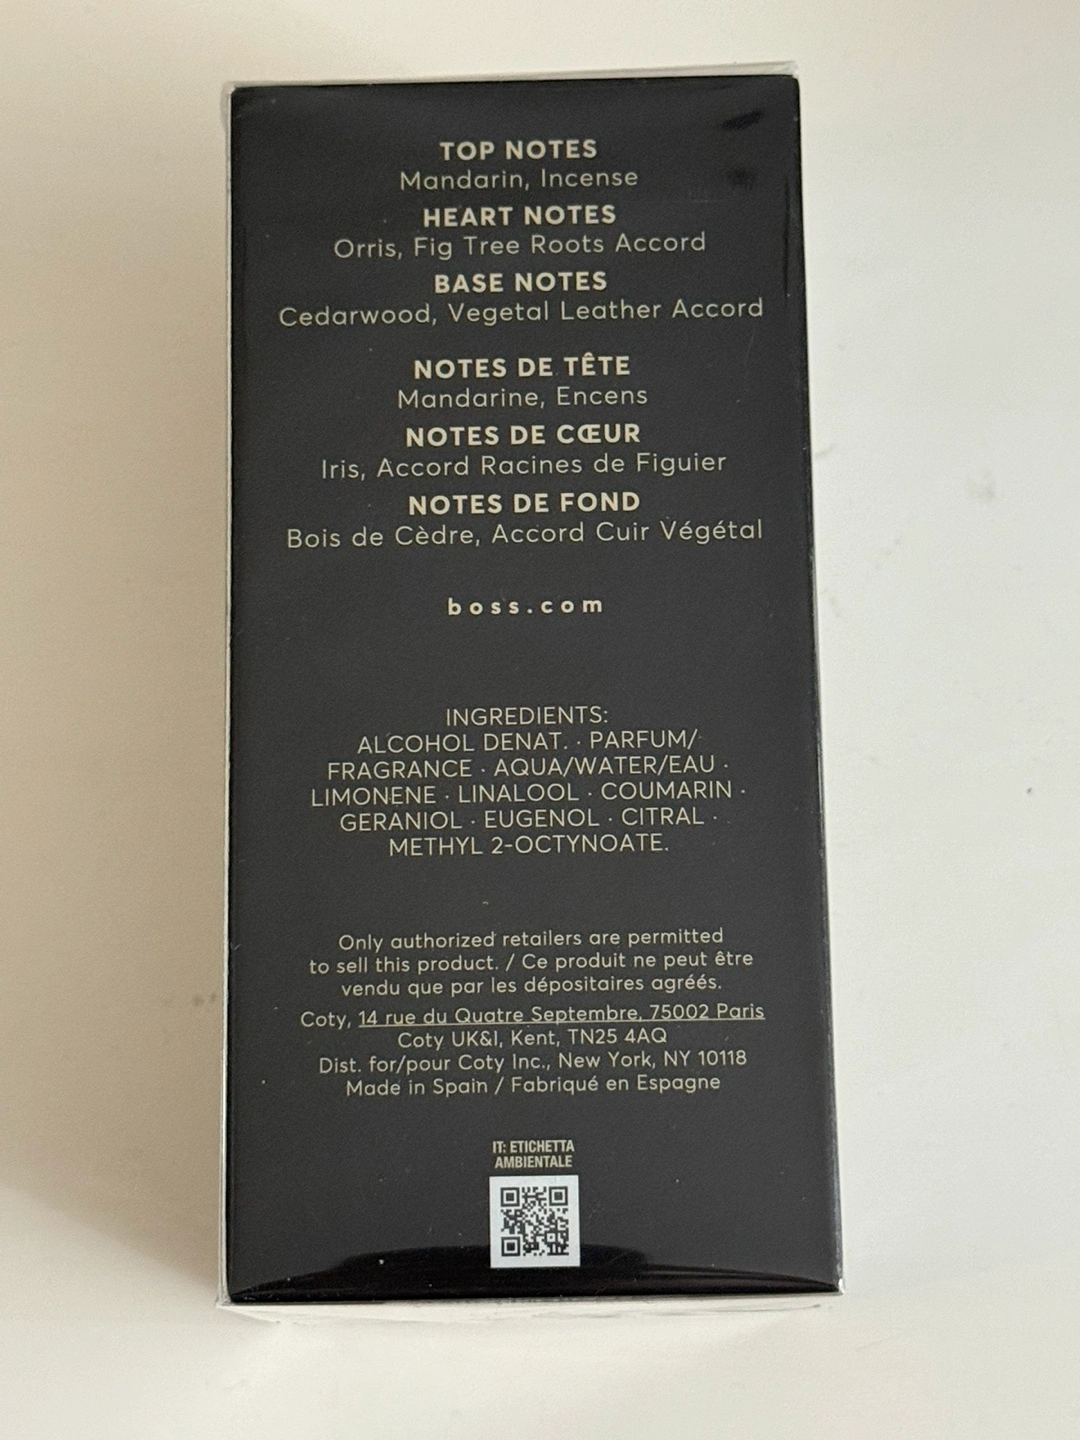 TOP NOTES
Mandarin, Incense
HEART NOTES
Orris, Fig Tree Roots Accord
BASE NOTES
Cedarwood, Vegetal Leather Accord
NOTES DE TÊTE
Mandarine, Encens
NOTES DE CŒUR
Iris, Accord Racines de Figuier
NOTES DE FOND
Bois de Cèdre, Accord Cuir Végétal
boss.com
INGREDIENTS:
ALCOHOL DENAT. · PARFUM/
FRAGRANCE · AQUA/WATER/EAU ·
LIMONENE · LINALOOL · COUMARIN ·
GERANIOL · EUGENOL · CITRAL ·
METHYL 2-OCTYNOATE.
Only authorized retailers are permitted
to sell this product. / Ce produit ne peut être
vendu que par les dépositaires agréés.
Coty, 14 rue du Quatre Septembre, 75002 Paris
Coty UK&I, Kent, TN25 4AQ
Dist. for/pour Coty Inc., New York, NY 10118
Made in Spain / Fabriqué en Espagne
IT: ETICHETTA
AMBIENTALE